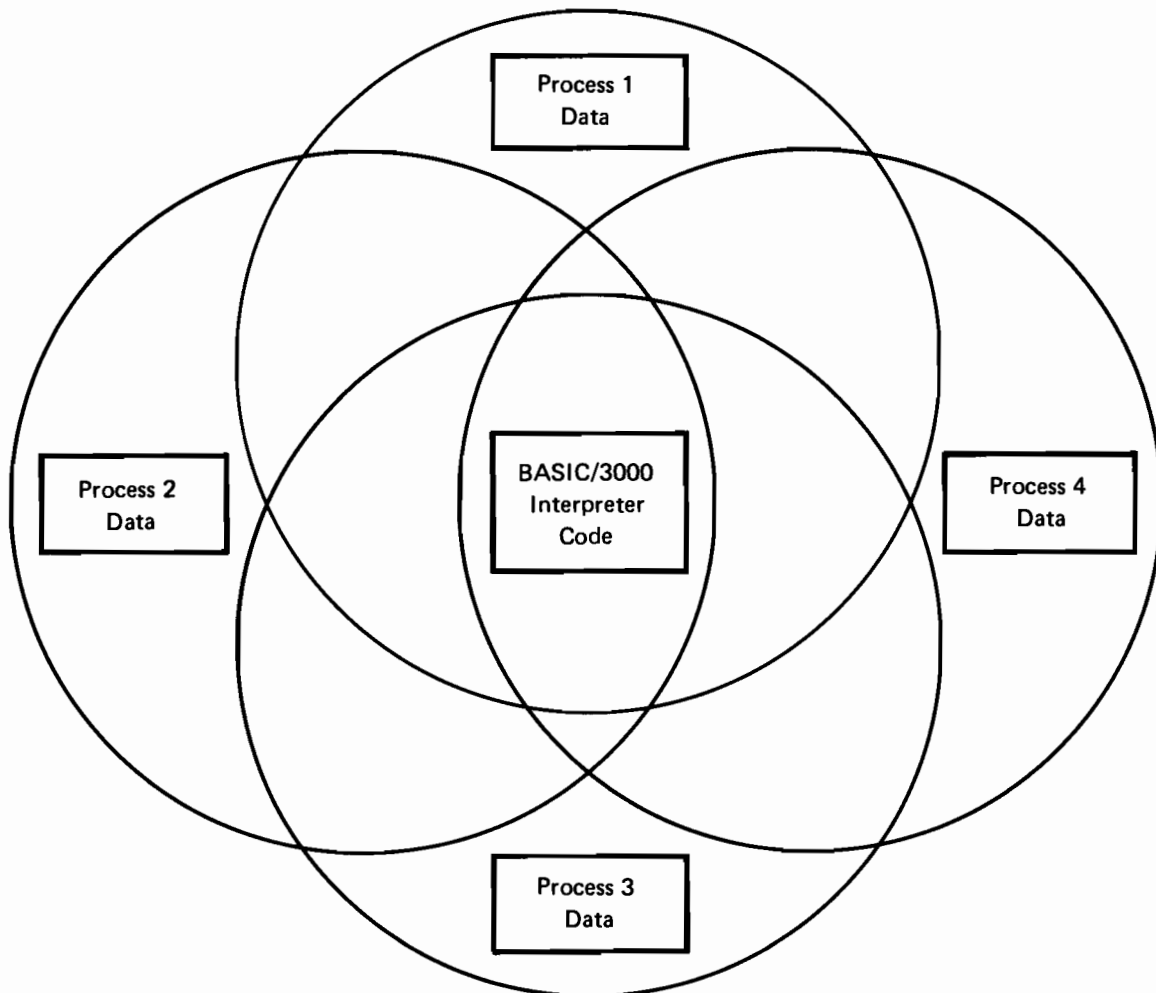 Process 1
Data
Process 2
Data
BASIC/3000
Interpreter
Code
Process 4
Data
Process 3
Data